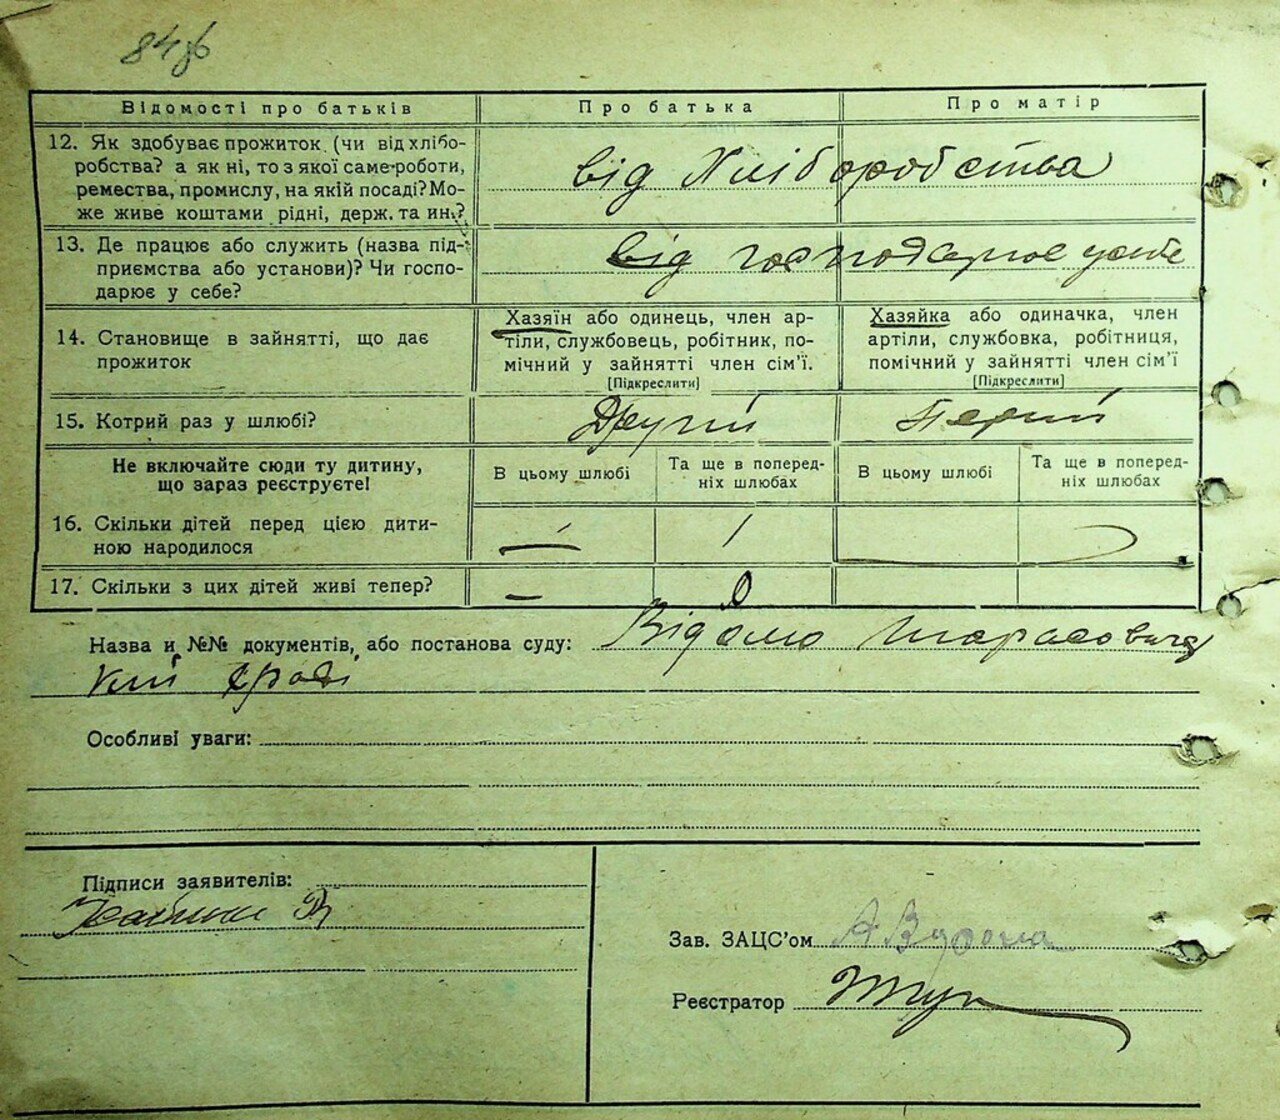 84зв
Відомості про батьків
Про батька
Про матір
12. Як здобуває прожиток (чи від хлібо-
робства? а як ні, то з якої саме роботи,
ремества, промислу, на якій посаді? Мо-
же живе коштами рідні, держ. та ин.?
від Хліборобства
13. Де працює або служить (назва під-
приємства або установи)? Чи госпо-
дарює у себе?
від
14. Становище в зайнятті, що дає
прожиток
Хазяїн або одинець, член ар-
тіли, службовець, робітник, по-
мічний у зайнятті член сім'ї.
[Підкреслити]
Хазяйка або одиначка, член
артіли, службовка, робітниця,
помічний у зайнятті член сім'ї
[Підкреслити]
15. Котрий раз у шлюбі?
Другий
Перший
Не включайте сюди ту дитину,
що зараз реєструєте!
В цьому шлюбі
Та ще в поперед-
ніх шлюбах
В цьому шлюбі
Та ще в поперед-
ніх шлюбах
16. Скільки дітей перед цією дити-
ною народилося
—
1
17. Скільки з цих дітей живі тепер?
—
0
Назва и №№ документів, або постанова суду: Відомо
Особливі уваги:
Підписи заявителів:
Зав. ЗАЦС'ом
Реєстратор